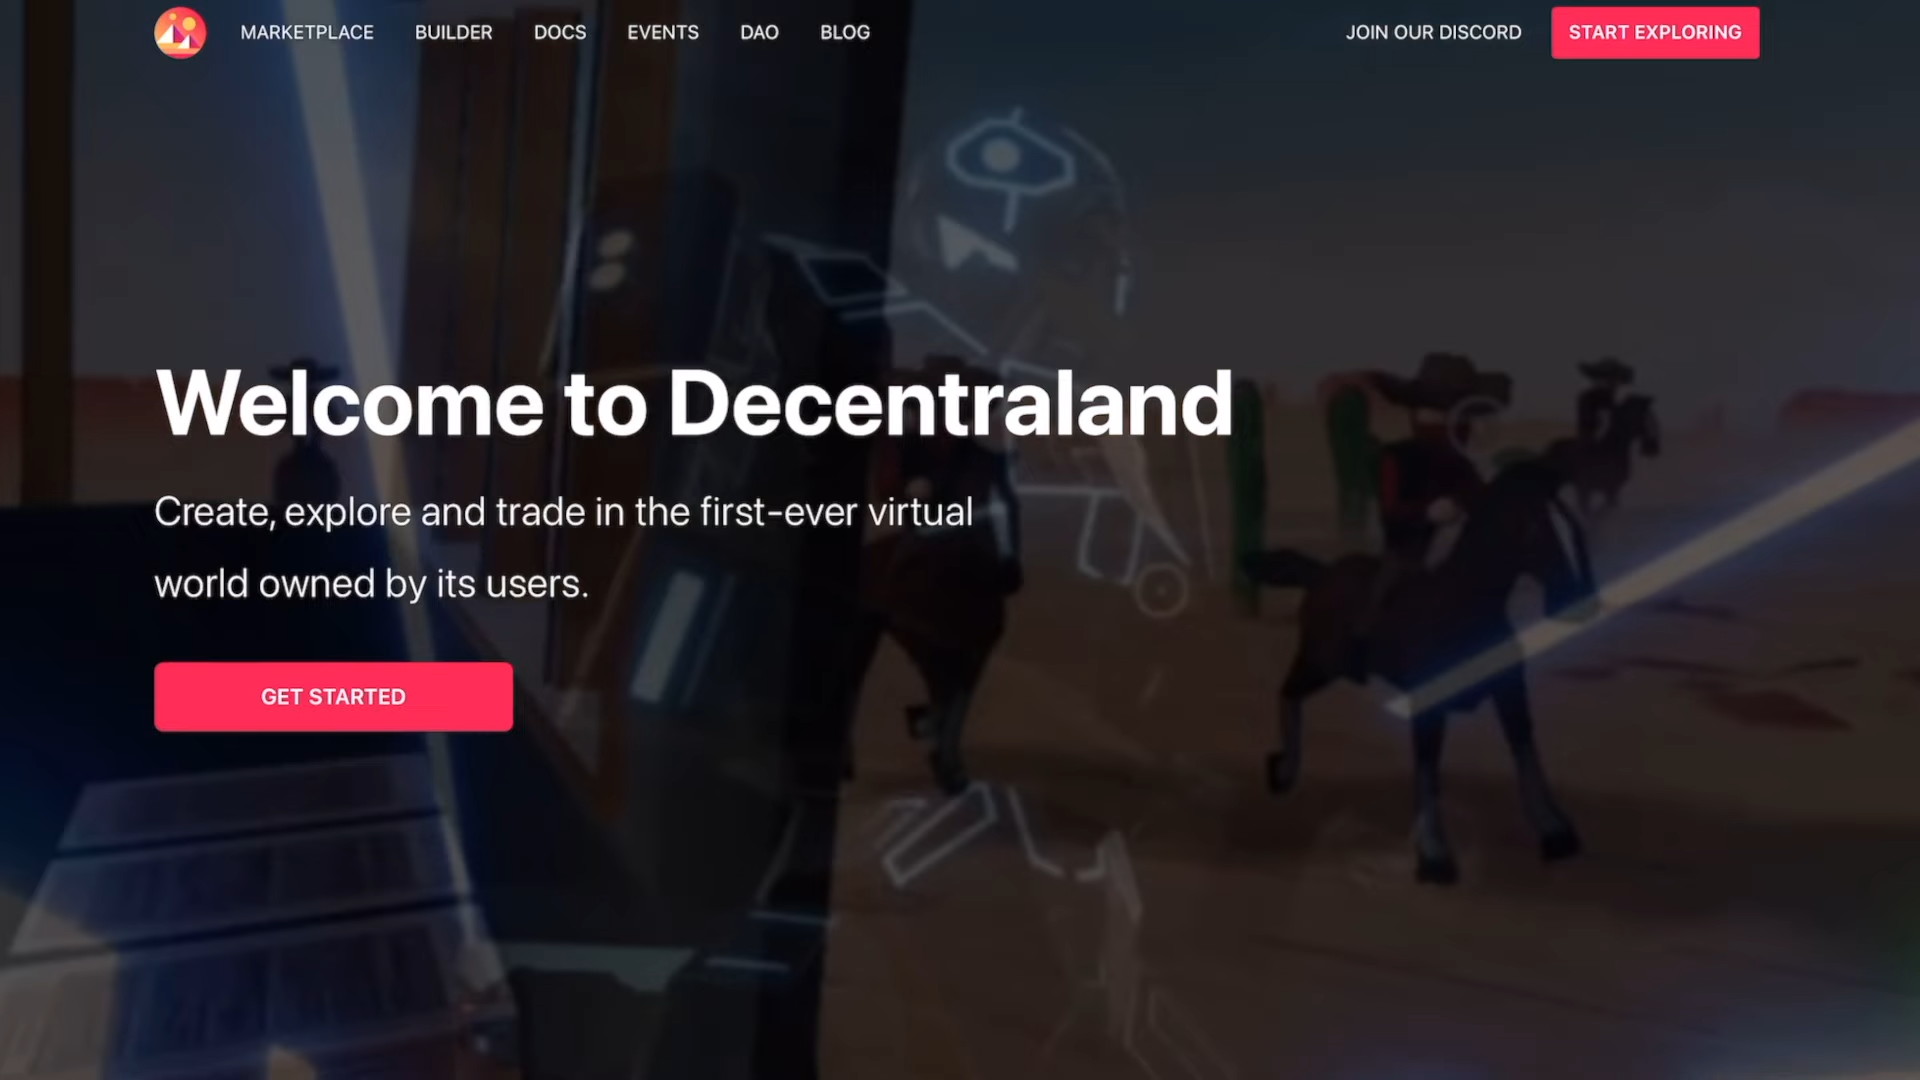 MARKETPLACE BUILDER DOCS EVENTS DAO BLOG JOIN OUR DISCORD START EXPLORING
Welcome to Decentraland
Create, explore and trade in the first-ever virtual
world owned by its users.
GET STARTED